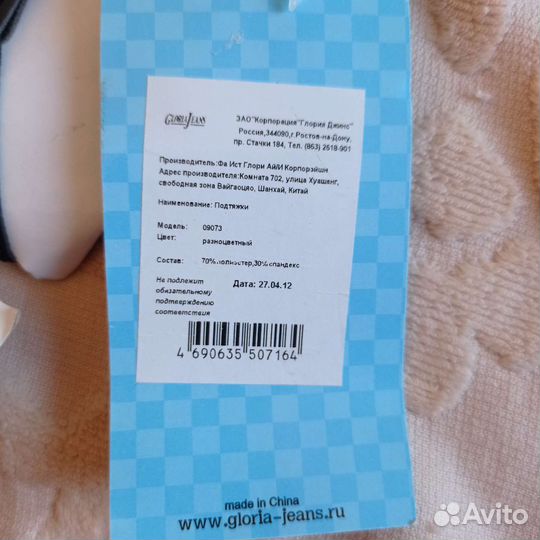 GLORIA JEANS
ЗАО"Корпорация"Глория Джинс"
Россия,344090,г.Ростов-на-Дону,
пр. Стачки 184, Тел. (863) 2618-901
Производитель:Фа Ист Глори Ай/И Корпорэйшн
Адрес производителя:Комната 702, улица Хуашенг,
свободная зона Вайгаоцяо, Шанхай, Китай
Наименование: Подтяжки
Модель: 09073
Цвет: разноцветный
Состав: 70%полиэстер,30%спандекс
Не подлежит
обязательному
подтверждению
соответствия
Дата: 27.04.12
4 690635 507164
made in China
www.gloria-jeans.ru
Avito